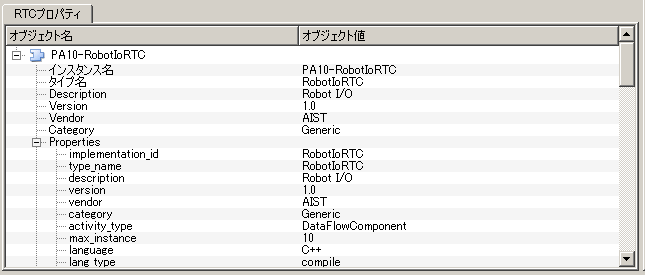 RTCプロパティ
オブジェクト名 オブジェクト値
PA10-RobotIoRTC
インスタンス名 PA10-RobotIoRTC
タイプ名 RobotIoRTC
Description Robot I/O
Version 1.0
Vendor AIST
Category Generic
Properties
implementation_id RobotIoRTC
type_name RobotIoRTC
description Robot I/O
version 1.0
vendor AIST
category Generic
activity_type DataFlowComponent
max_instance 10
language C++
lang_type compile